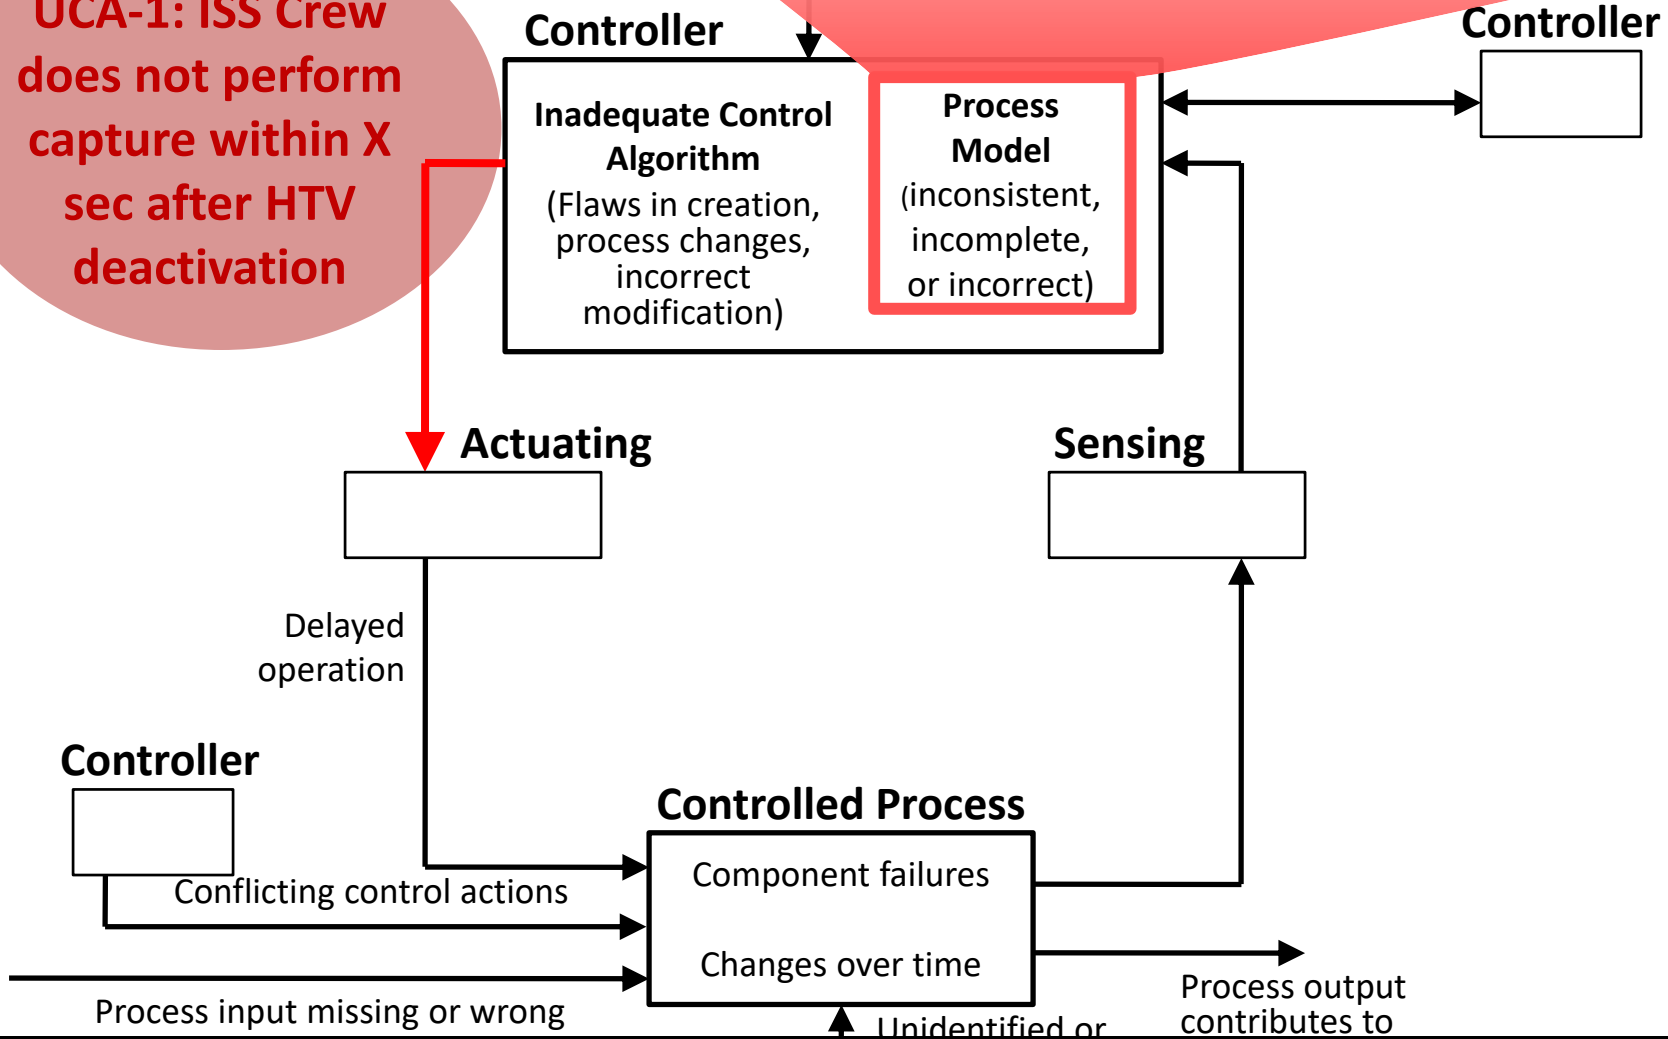 UCA-1: ISS Crew
does not perform
capture within X
sec after HTV
deactivation
Controller
Controller
Inadequate Control
Algorithm
(Flaws in creation,
process changes,
incorrect
modification)
Process
Model
(inconsistent,
incomplete,
or incorrect)
Actuating
Sensing
Delayed
operation
Controller
Conflicting control actions
Controlled Process
Component failures
Changes over time
Process input missing or wrong
Unidentified or
Process output
contributes to